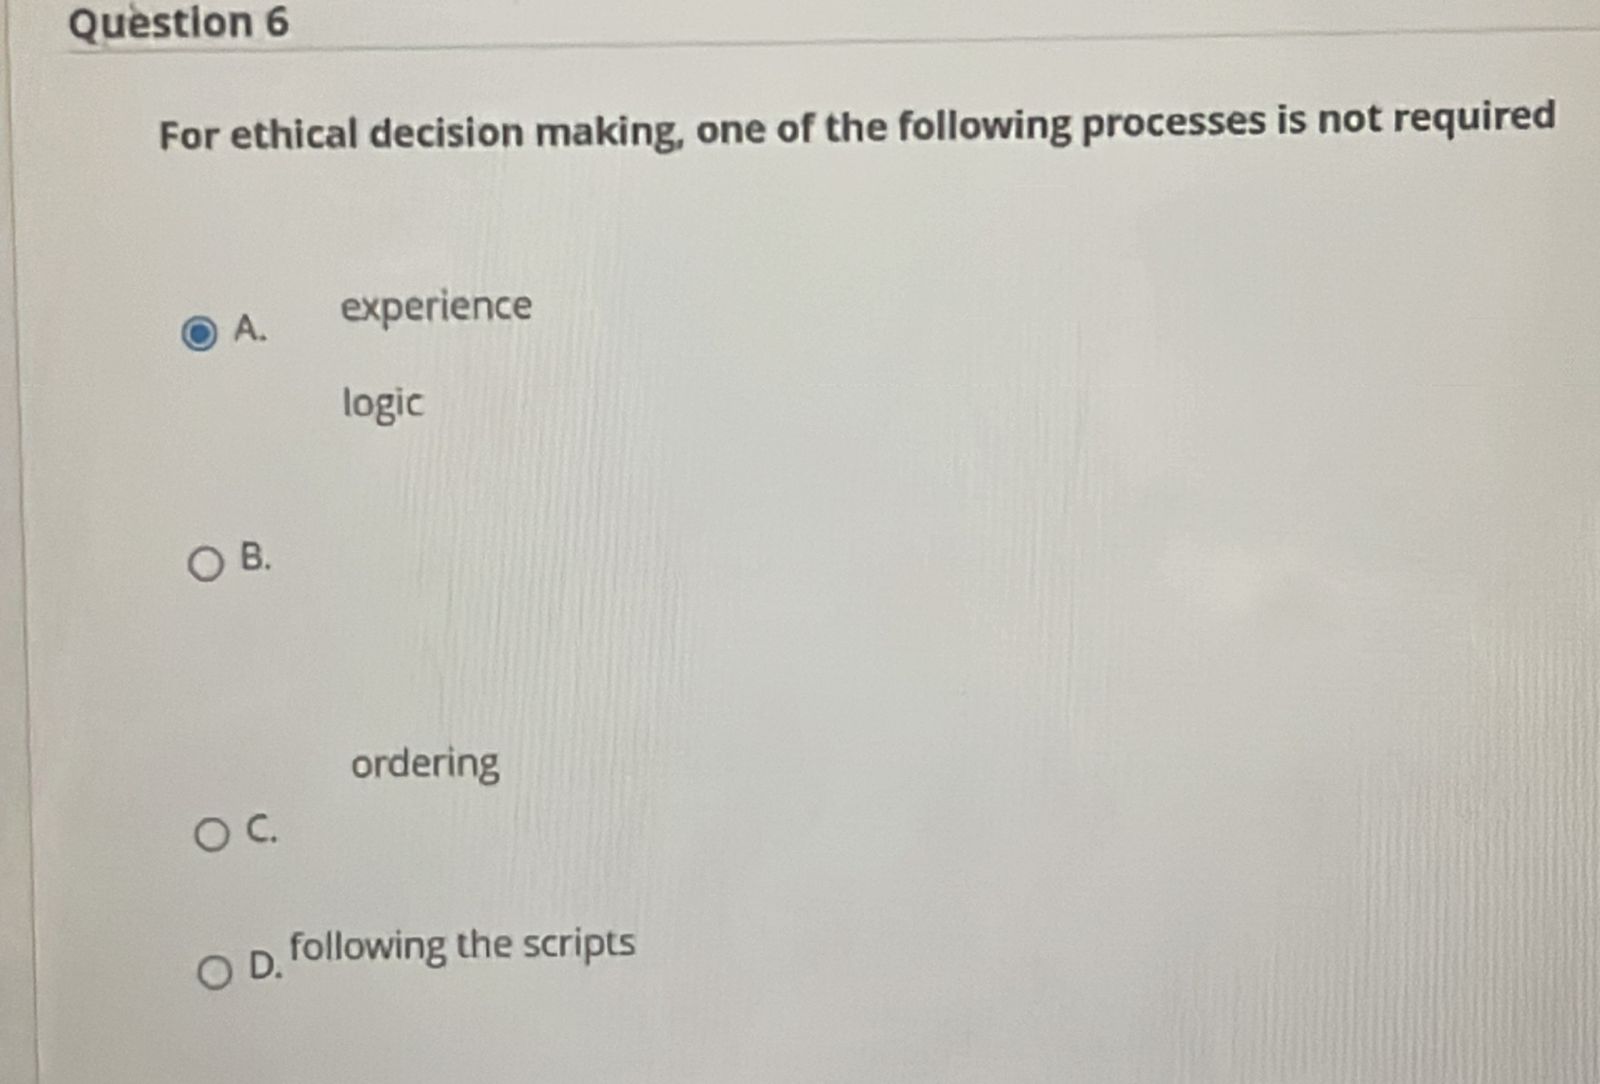 Question 6
For ethical decision making, one of the following processes is not required
experience
A.
logic
B.
ordering
C.
D. following the scripts